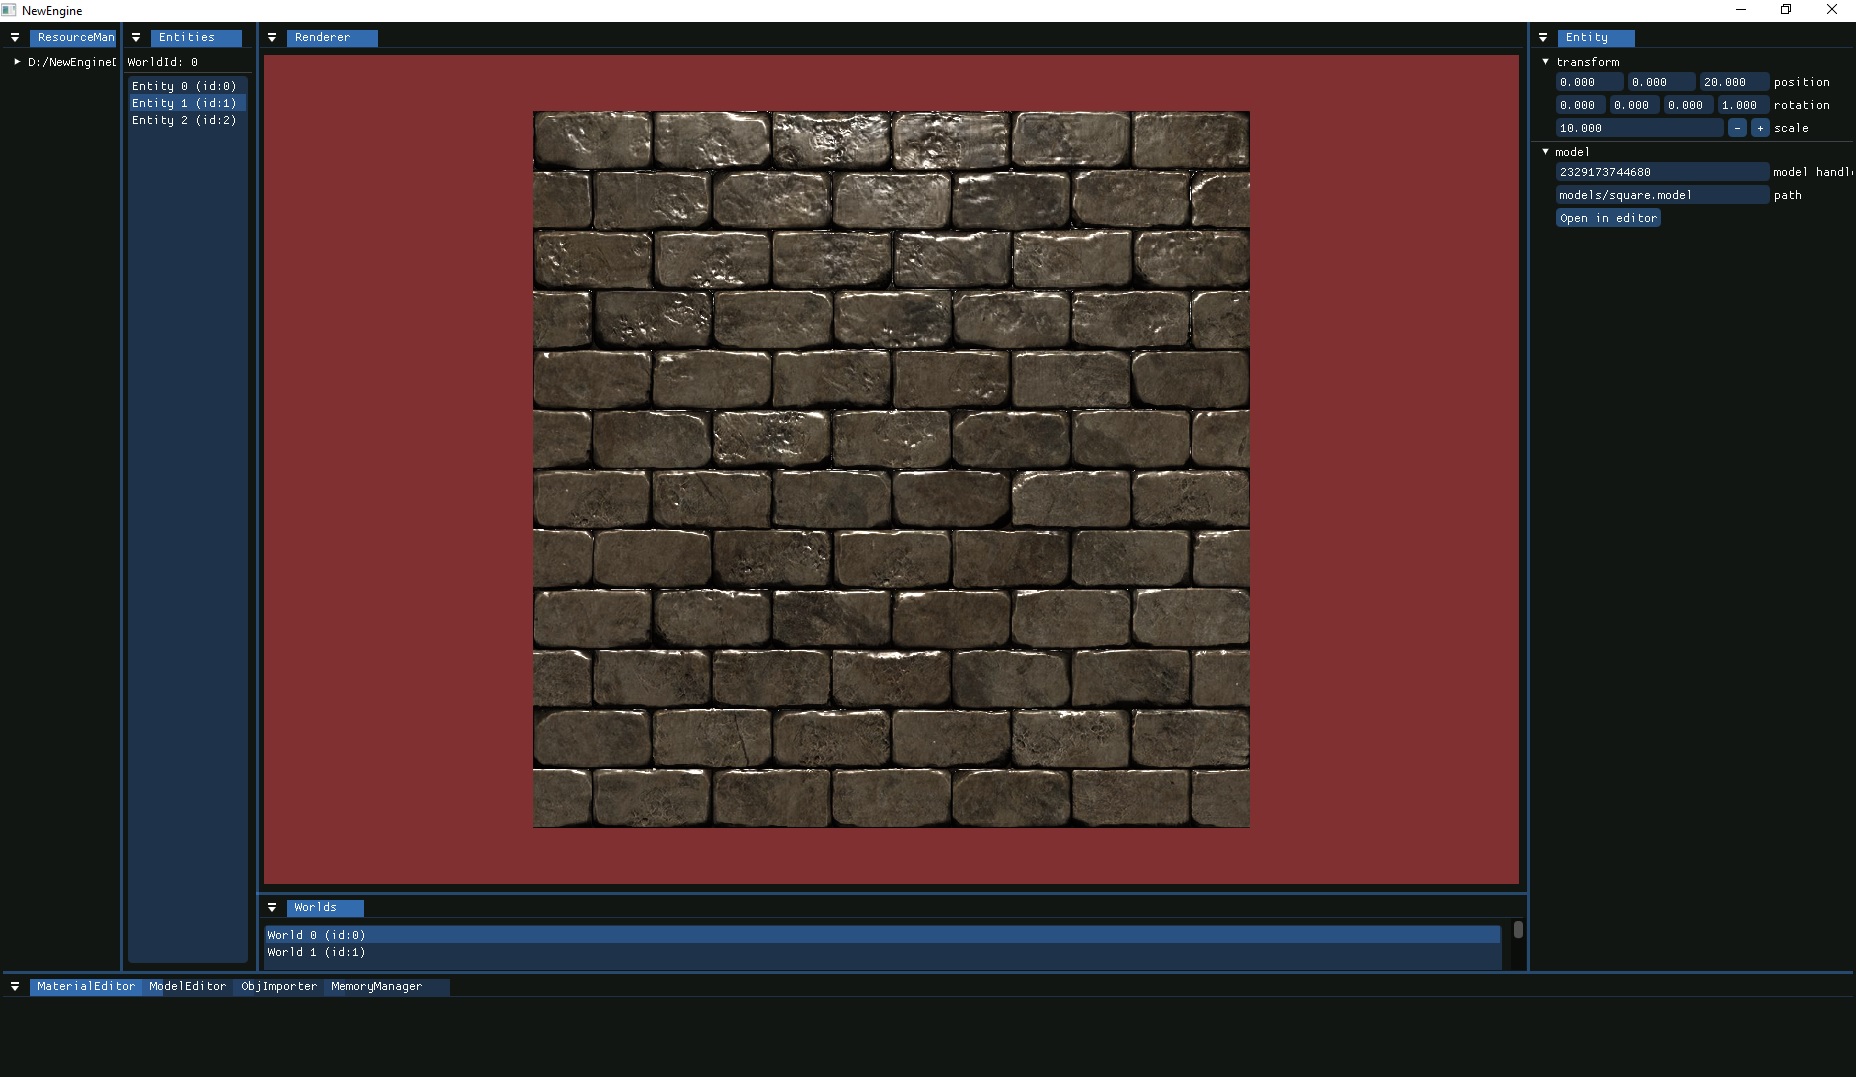 NewEngine
ResourceMan
D:/NewEngine
Entities
WorldId: 0
Entity 0 (id:0)
Entity 1 (id:1)
Entity 2 (id:2)
Renderer
Worlds
World 0 (id:0)
World 1 (id:1)
Entity
transform
0.000 0.000 20.000 position
0.000 0.000 0.000 1.000 rotation
10.000 - + scale
model
2329173744680 model handl
models/square.model path
Open in editor
MaterialEditor ModelEditor ObjImporter MemoryManager